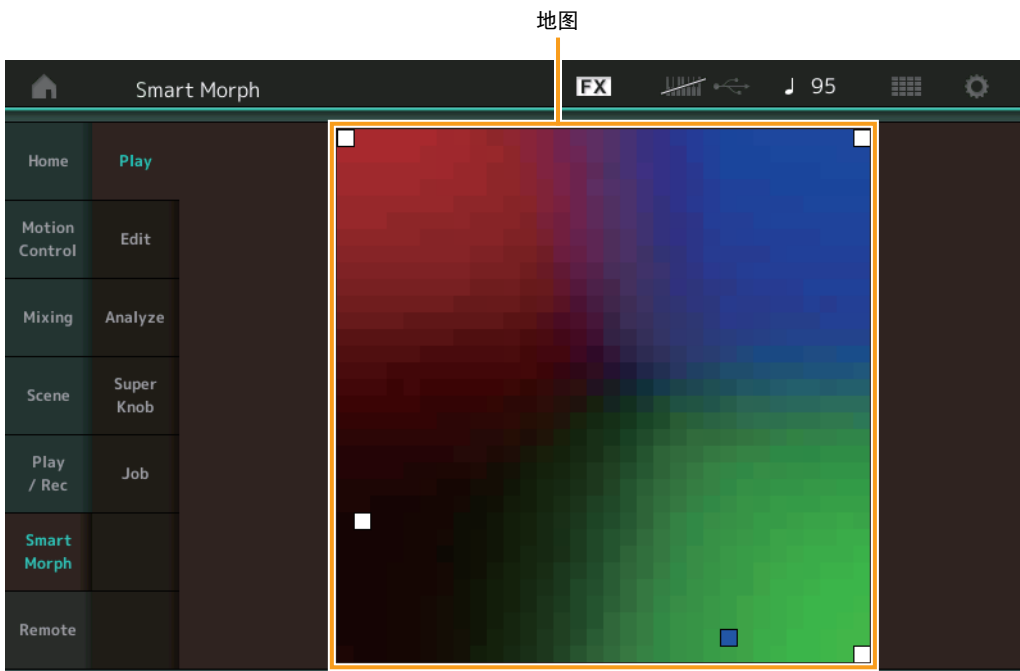 地图
Smart Morph
FX
95
Home
Play
Motion
Control
Edit
Mixing
Analyze
Scene
Super
Knob
Play
/ Rec
Job
Smart
Morph
Remote